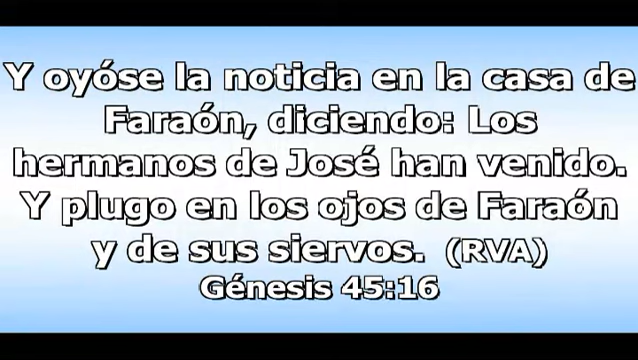 Y oyóse la noticia en la casa de
Faraón, diciendo: Los
hermanos de José han venido.
Y plugo en los ojos de Faraón
y de sus siervos. (RVA)
Génesis 45:16